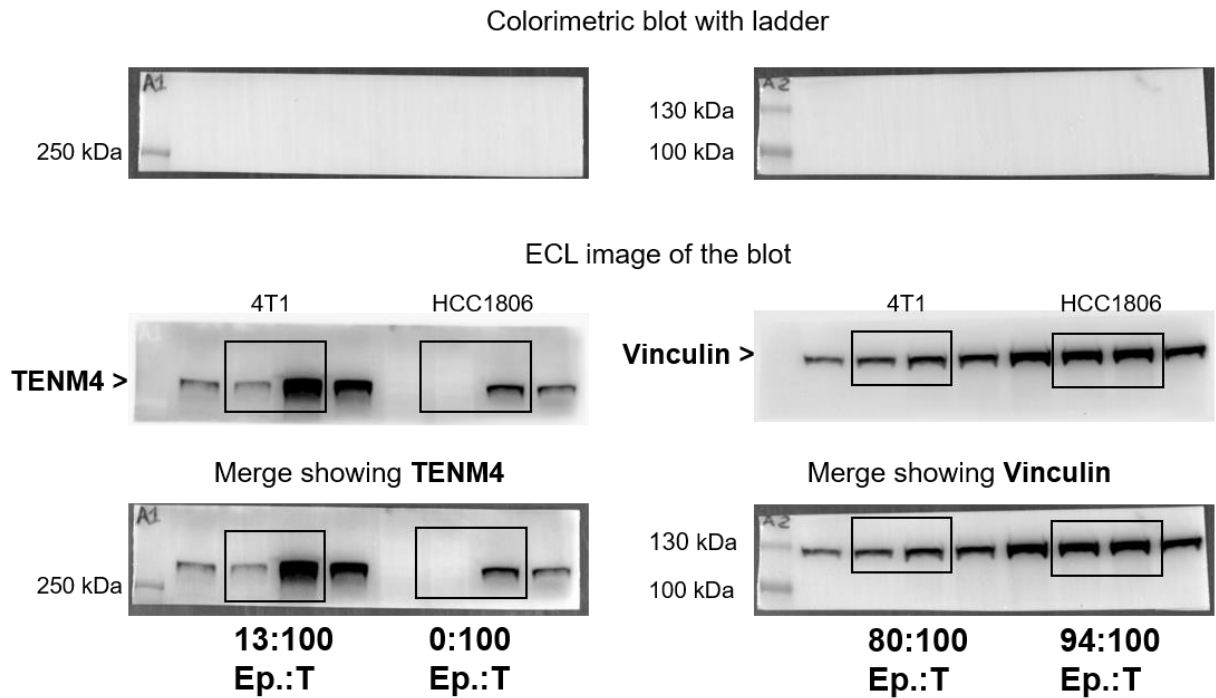 Colorimetric blot with ladder
A1
250 kDa
A2
130 kDa
100 kDa
ECL image of the blot
4T1
HCC1806
A1
TENM4 >
4T1
HCC1806
Vinculin >
Merge showing TENM4
A1
250 kDa
13:100
Ep.:T
0:100
Ep.:T
Merge showing Vinculin
A2
130 kDa
100 kDa
80:100
Ep.:T
94:100
Ep.:T